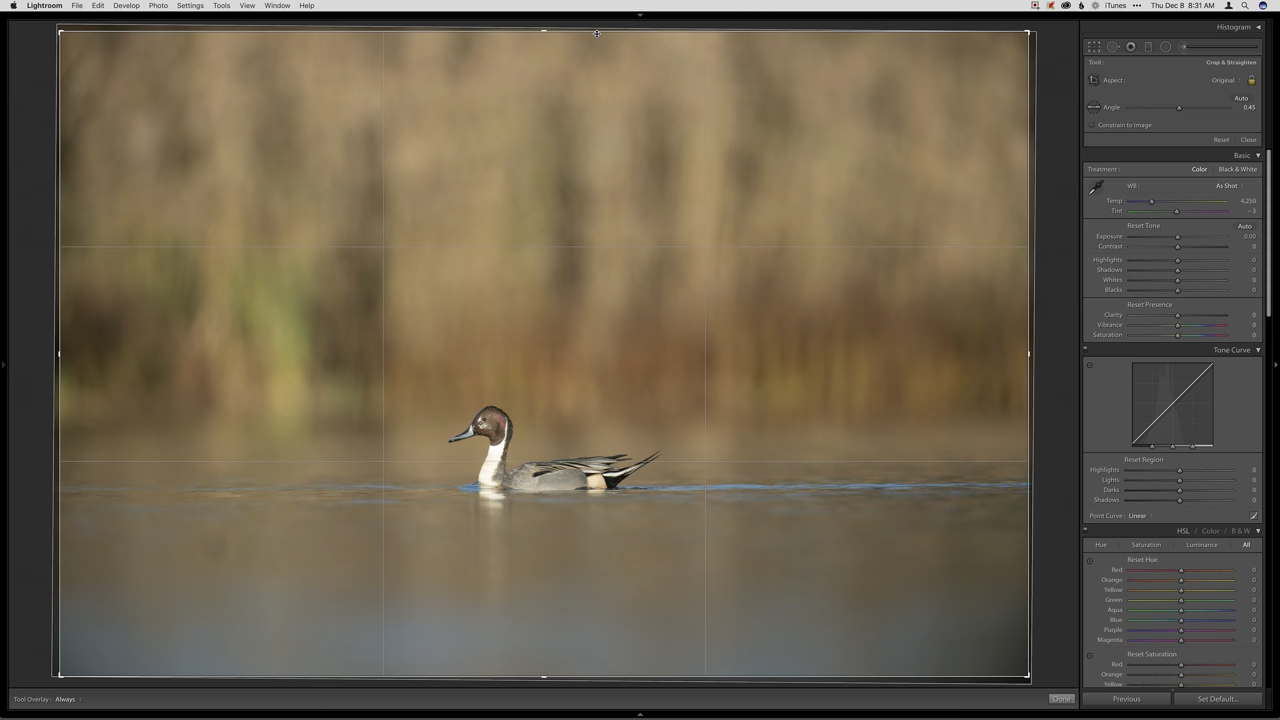 Lightroom File Edit Develop Photo Settings Tools View Window Help iTunes Thu Dec 8 8:31 AM
Histogram
Tool : Crop & Straighten
Aspect : Original
Auto
Angle 0.45
Constrain to Image
Reset Close
Basic
Treatment : Color Black & White
WB : As Shot
Temp 4,250
Tint – 3
Reset Tone Auto
Exposure 0.00
Contrast 0
Highlights 0
Shadows 0
Whites 0
Blacks 0
Reset Presence
Clarity 0
Vibrance 0
Saturation 0
Tone Curve
Reset Region
Highlights 0
Lights 0
Darks 0
Shadows 0
Point Curve : Linear
HSL / Color / B & W
Hue Saturation Luminance All
Reset Hue
Red 0
Orange 0
Yellow 0
Green 0
Aqua 0
Blue 0
Purple 0
Magenta 0
Reset Saturation
Red 0
Orange 0
Yellow 0
Tool Overlay : Always Done Previous Set Default...